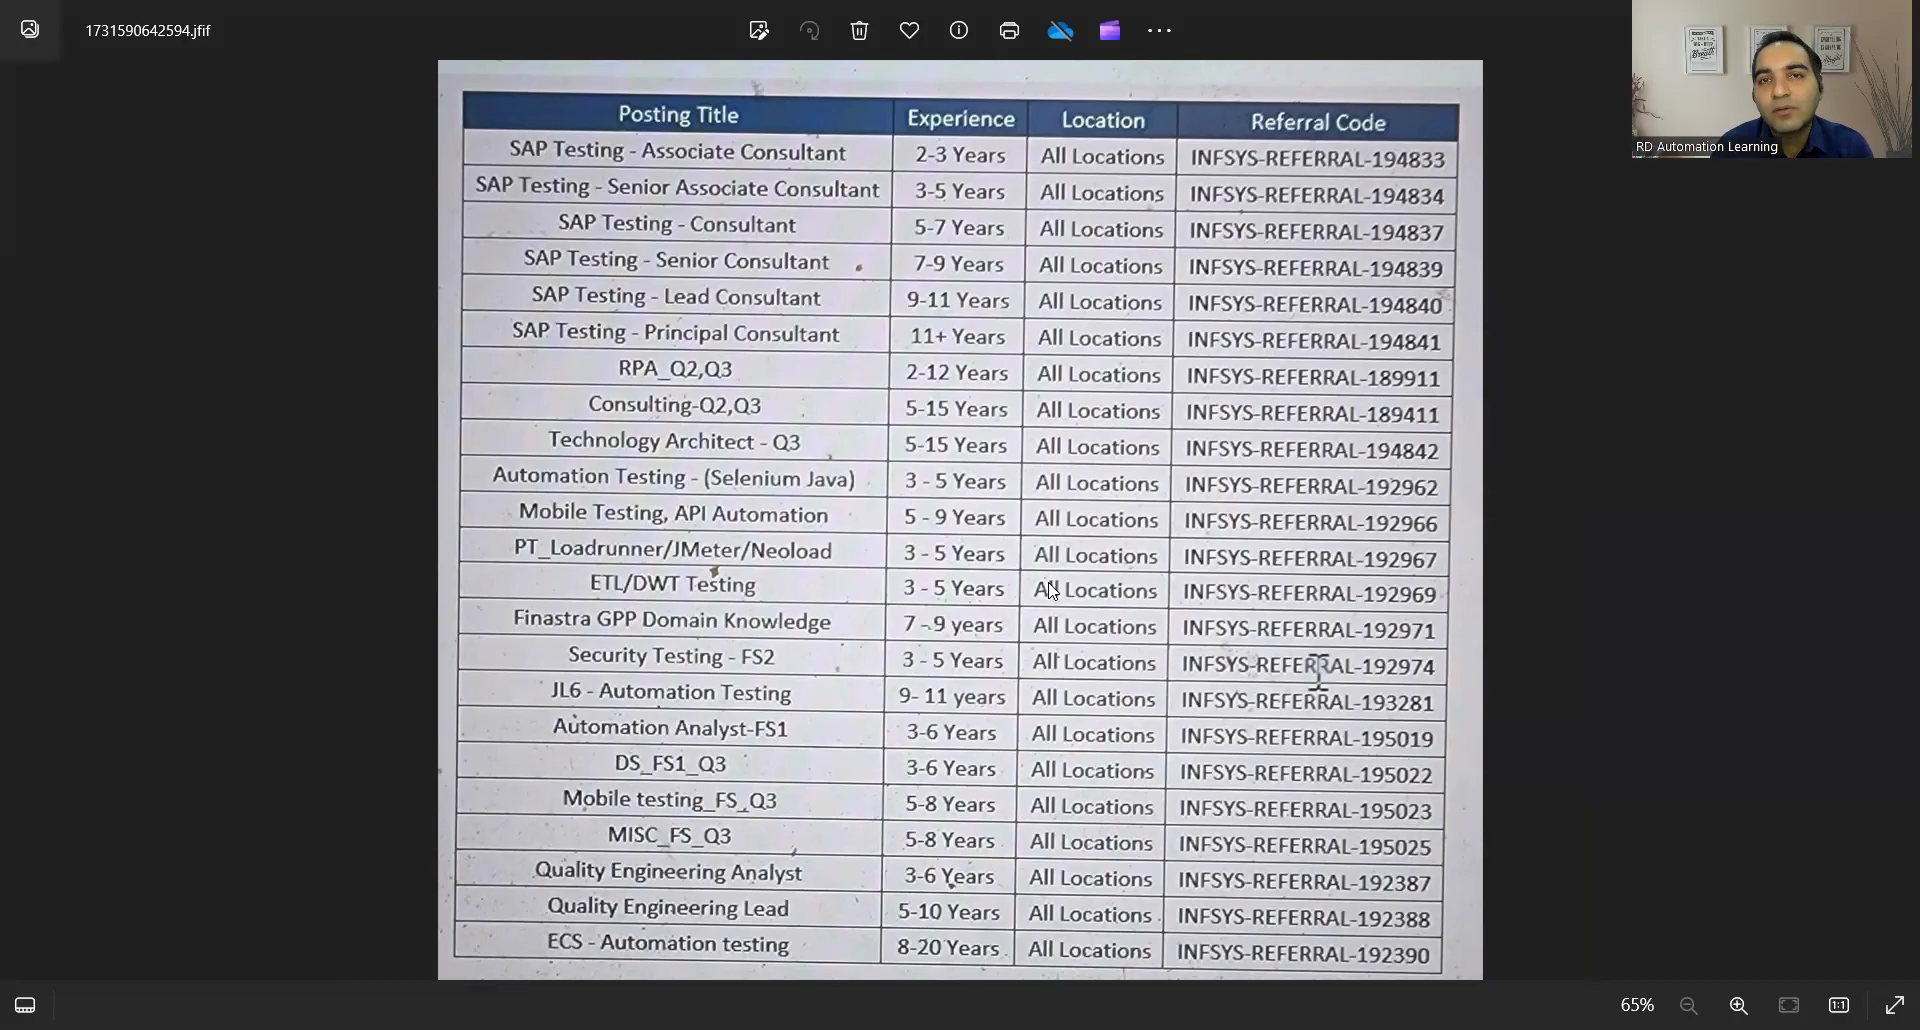 1731590642594.jfif
RD Automation Learning
Posting Title Experience Location Referral Code
SAP Testing - Associate Consultant 2-3 Years All Locations INFSYS-REFERRAL-194833
SAP Testing - Senior Associate Consultant 3-5 Years All Locations INFSYS-REFERRAL-194834
SAP Testing - Consultant 5-7 Years All Locations INFSYS-REFERRAL-194837
SAP Testing - Senior Consultant 7-9 Years All Locations INFSYS-REFERRAL-194839
SAP Testing - Lead Consultant 9-11 Years All Locations INFSYS-REFERRAL-194840
SAP Testing - Principal Consultant 11+ Years All Locations INFSYS-REFERRAL-194841
RPA_Q2,Q3 2-12 Years All Locations INFSYS-REFERRAL-189911
Consulting-Q2,Q3 5-15 Years All Locations INFSYS-REFERRAL-189411
Technology Architect - Q3 5-15 Years All Locations INFSYS-REFERRAL-194842
Automation Testing - (Selenium Java) 3 - 5 Years All Locations INFSYS-REFERRAL-192962
Mobile Testing, API Automation 5 - 9 Years All Locations INFSYS-REFERRAL-192966
PT_Loadrunner/JMeter/Neoload 3 - 5 Years All Locations INFSYS-REFERRAL-192967
ETL/DWT Testing 3 - 5 Years All Locations INFSYS-REFERRAL-192969
Finastra GPP Domain Knowledge 7 - 9 years All Locations INFSYS-REFERRAL-192971
Security Testing - FS2 3 - 5 Years All Locations INFSYS-REFERRAL-192974
JL6 - Automation Testing 9- 11 years All Locations INFSYS-REFERRAL-193281
Automation Analyst-FS1 3-6 Years All Locations INFSYS-REFERRAL-195019
DS_FS1_Q3 3-6 Years All Locations INFSYS-REFERRAL-195022
Mobile testing_FS_Q3 5-8 Years All Locations INFSYS-REFERRAL-195023
MISC_FS_Q3 5-8 Years All Locations INFSYS-REFERRAL-195025
Quality Engineering Analyst 3-6 Years All Locations INFSYS-REFERRAL-192387
Quality Engineering Lead 5-10 Years All Locations INFSYS-REFERRAL-192388
ECS - Automation testing 8-20 Years All Locations INFSYS-REFERRAL-192390
65%
1:1